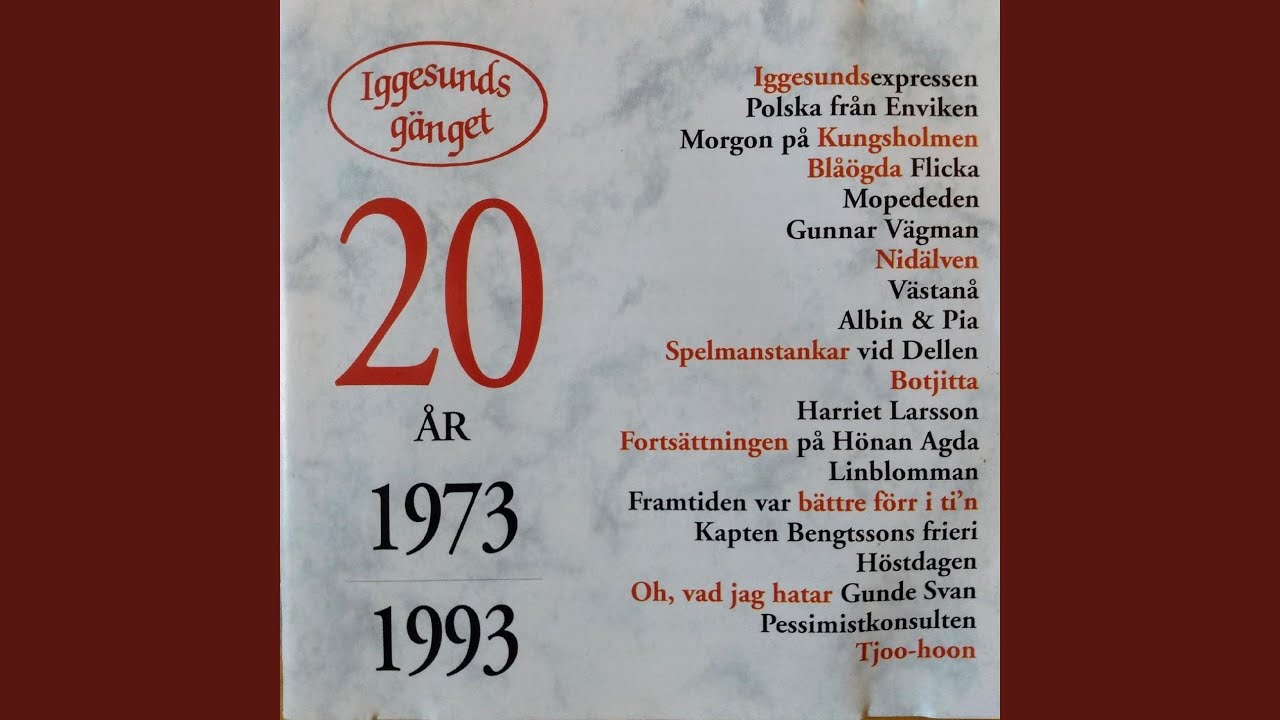 Iggesunds
gänget
20
ÅR
1973
1993
Iggesundsexpressen
Polska från Enviken
Morgon på Kungsholmen
Blåögda Flicka
Mopededen
Gunnar Vägman
Nidälven
Västanå
Albin & Pia
Spelmanstankar vid Dellen
Botjitta
Harriet Larsson
Fortsättningen på Hönan Agda
Linblomman
Framtiden var bättre förr i ti’n
Kapten Bengtssons frieri
Höstdagen
Oh, vad jag hatar Gunde Svan
Pessimistkonsulten
Tjoo-hoon